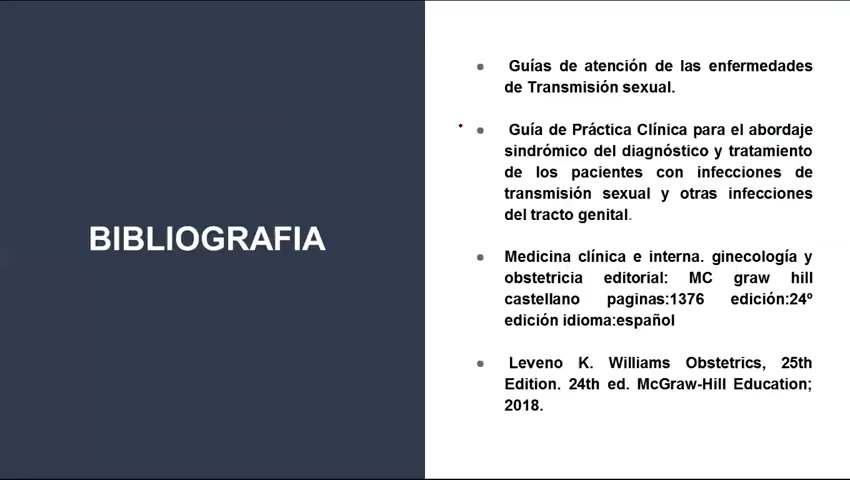 BIBLIOGRAFIA
Guías de atención de las enfermedades
de Transmisión sexual.
Guía de Práctica Clínica para el abordaje
sindrómico del diagnóstico y tratamiento
de los pacientes con infecciones de
transmisión sexual y otras infecciones
del tracto genital.
Medicina clínica e interna. ginecología y
obstetricia editorial: MC graw hill
castellano paginas:1376 edición:24º
edición idioma:español
Leveno K. Williams Obstetrics, 25th
Edition. 24th ed. McGraw-Hill Education;
2018.